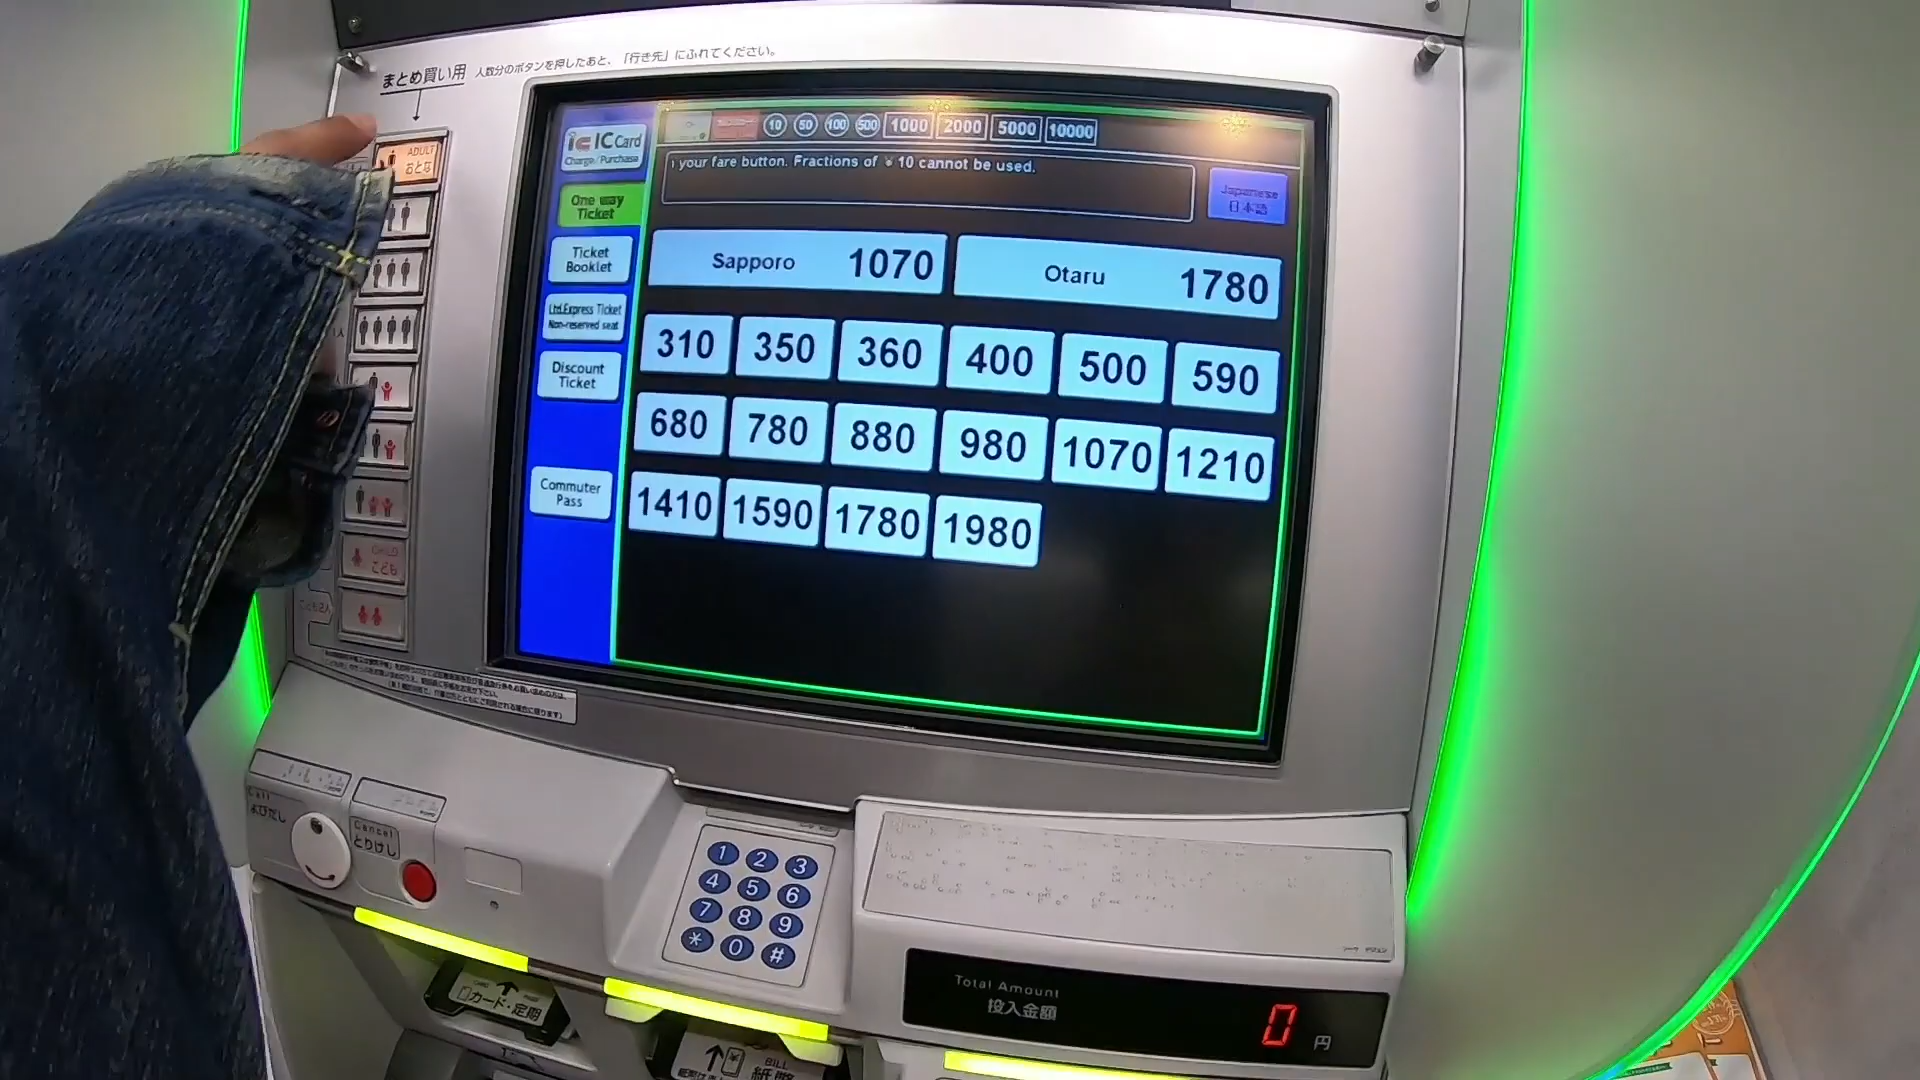 まとめ買い用 人数分のボタンを押したあと、「行き先」にふれてください。
ADULT
おとな
CHILD
こども
IC Card
Charge/Purchase
One way
Ticket
Ticket
Booklet
Ltd.Express Ticket
Non-reserved seat
Discount
Ticket
Commuter
Pass
10 50 100 500 1000 2000 5000 10000
your fare button. Fractions of ¥ 10 cannot be used.
Japanese
日本語
Sapporo 1070 Otaru 1780
310 350 360 400 500 590
680 780 880 980 1070 1210
1410 1590 1780 1980
Call
よびだし
Cancel
とりけし
1 2 3
4 5 6
7 8 9
* 0 #
カード・定期
BILL
紙幣
Total Amount
投入金額
0 円